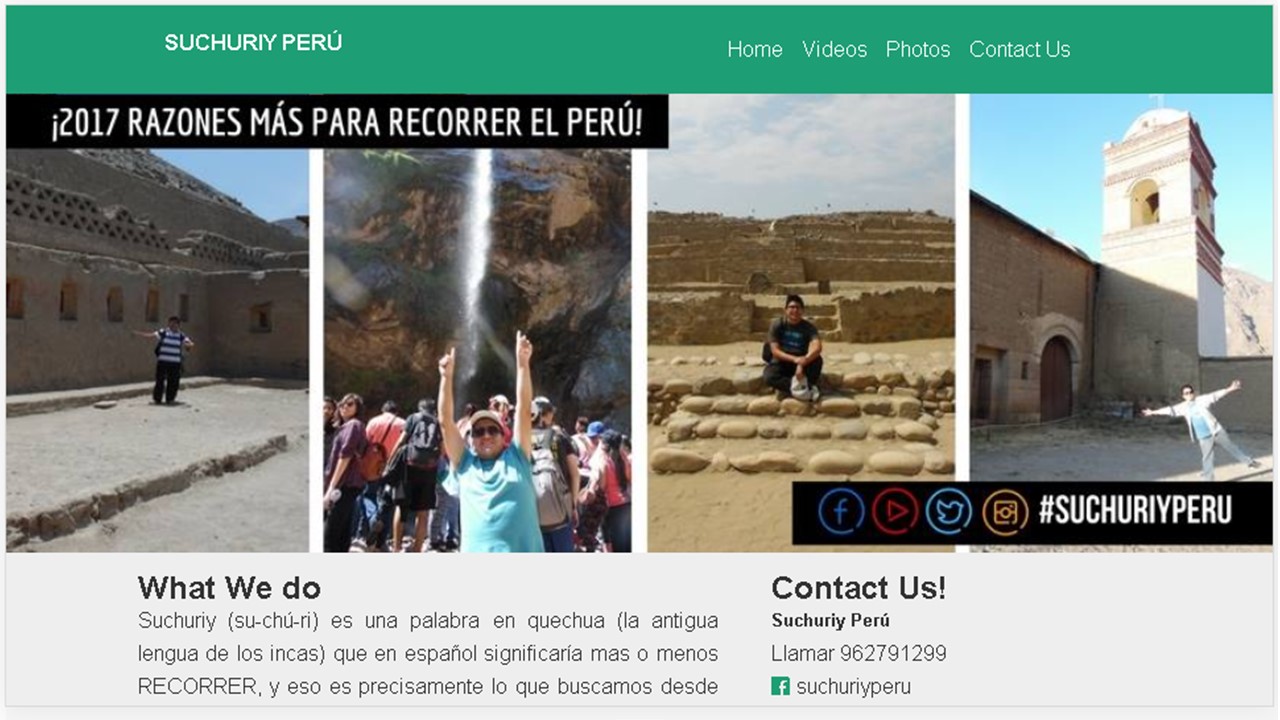 SUCHURIY PERÚ
Home Videos Photos Contact Us
¡2017 RAZONES MÁS PARA RECORRER EL PERÚ!
#SUCHURIYPERU
What We do
Suchuriy (su-chú-ri) es una palabra en quechua (la antigua
lengua de los incas) que en español significaría mas o menos
RECORRER, y eso es precisamente lo que buscamos desde
Contact Us!
Suchuriy Perú
Llamar 962791299
suchuriyperu